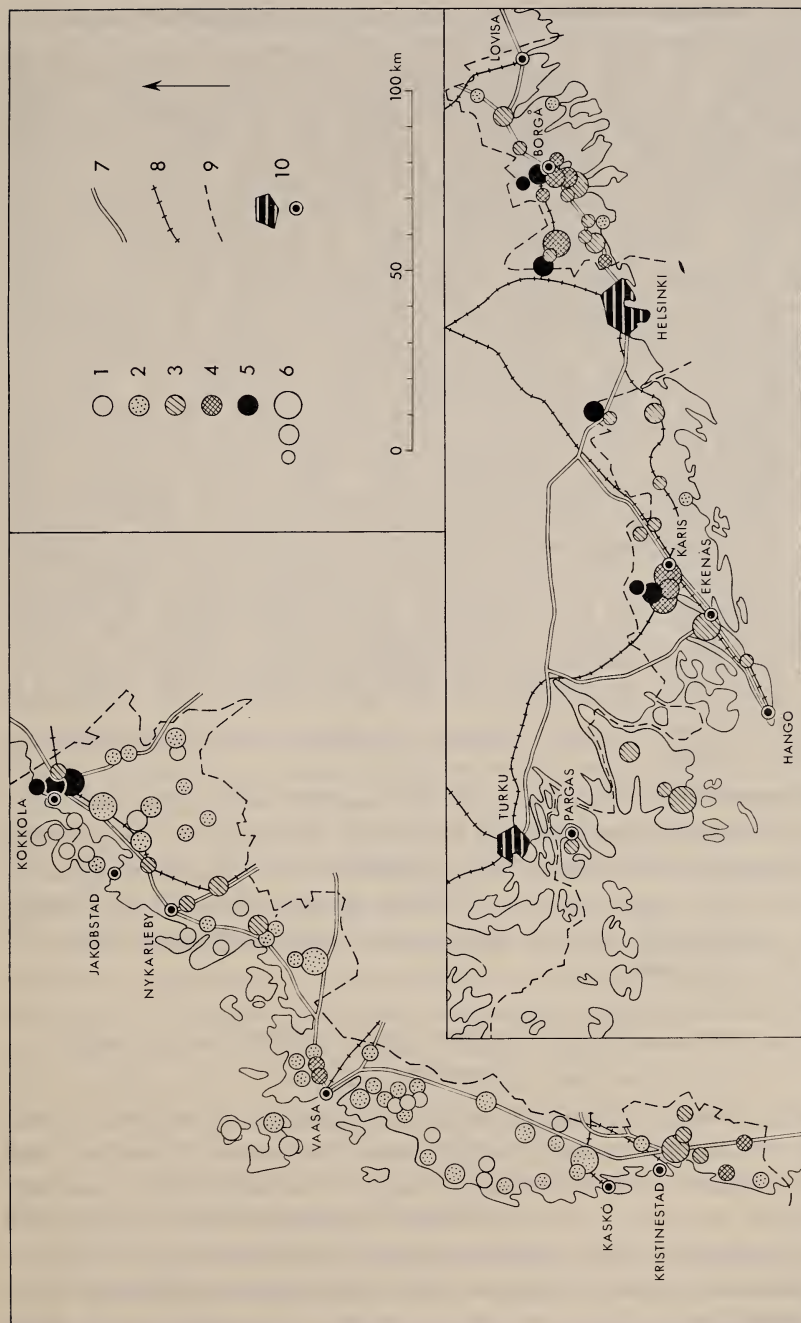 KOKKOLA
JAKOBSTAD
NYKARLEBY
VAASA
KASKÖ
KRISTINESTAD
1
2
3
4
5
6
7
8
9
10
0
50
100 km
TURKU
PARGAS
HANGO
EKENÄS
KARIS
HELSINKI
BORGÅ
LOVISA